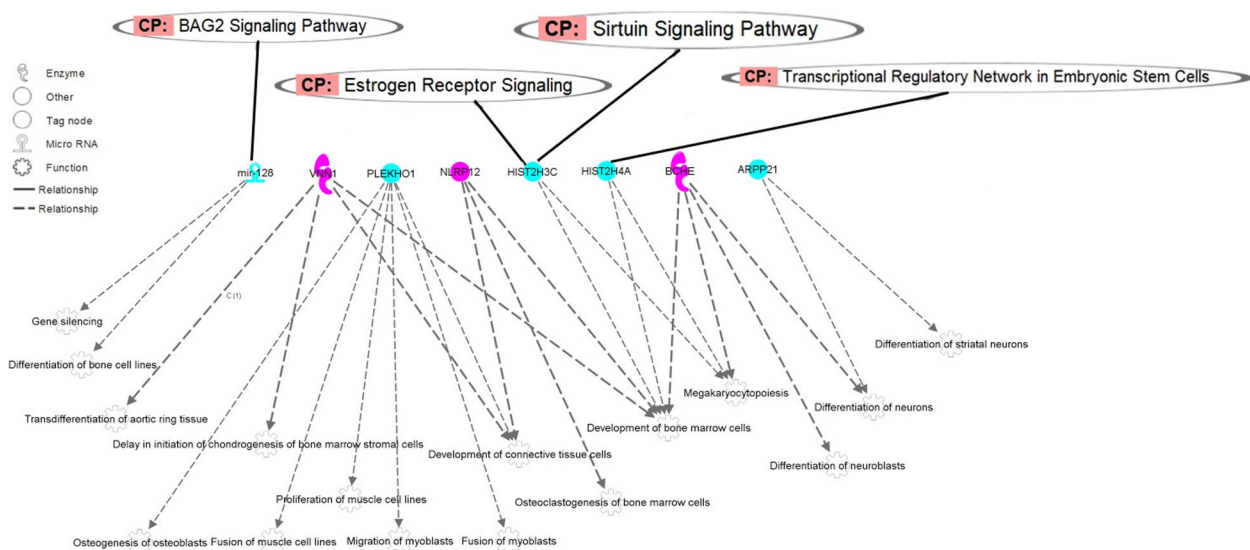 CP: BAG2 Signaling Pathway
CP: Sirtuin Signaling Pathway
CP: Estrogen Receptor Signaling
CP: Transcriptional Regulatory Network in Embryonic Stem Cells
Enzyme
Other
Tag node
Micro RNA
Function
Relationship
Relationship
mir-128
VNN1
PLEKHO1
NLRP12
HIST2H3C
HIST2H4A
BCHE
ARPP21
C (1)
Gene silencing
Differentiation of striatal neurons
Differentiation of bone cell lines
Megakaryocytopoiesis
Differentiation of neurons
Transdifferentiation of aortic ring tissue
Development of bone marrow cells
Delay in initiation of chondrogenesis of bone marrow stromal cells
Development of connective tissue cells
Differentiation of neuroblasts
Proliferation of muscle cell lines
Osteoclastogenesis of bone marrow cells
Osteogenesis of osteoblasts
Fusion of muscle cell lines
Migration of myoblasts
Fusion of myoblasts